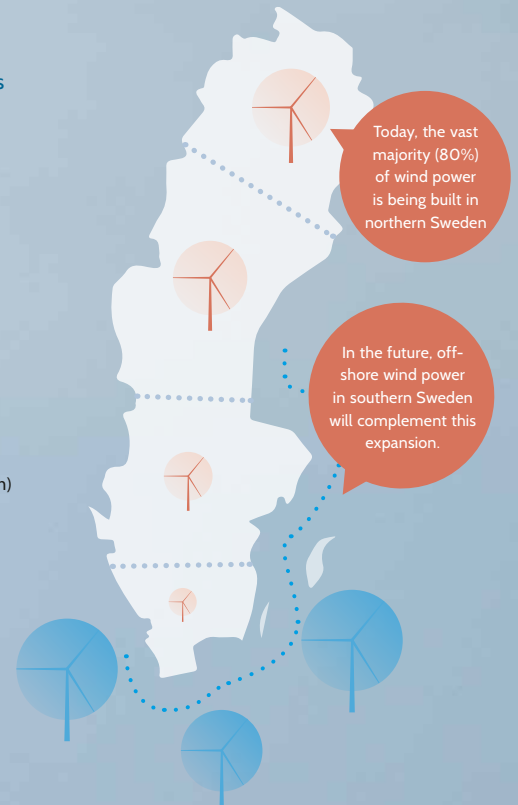 s
Today, the vast
majority (80%)
of wind power
is being built in
northern Sweden
In the future, off-
shore wind power
in southern Sweden
will complement this
expansion.
n)